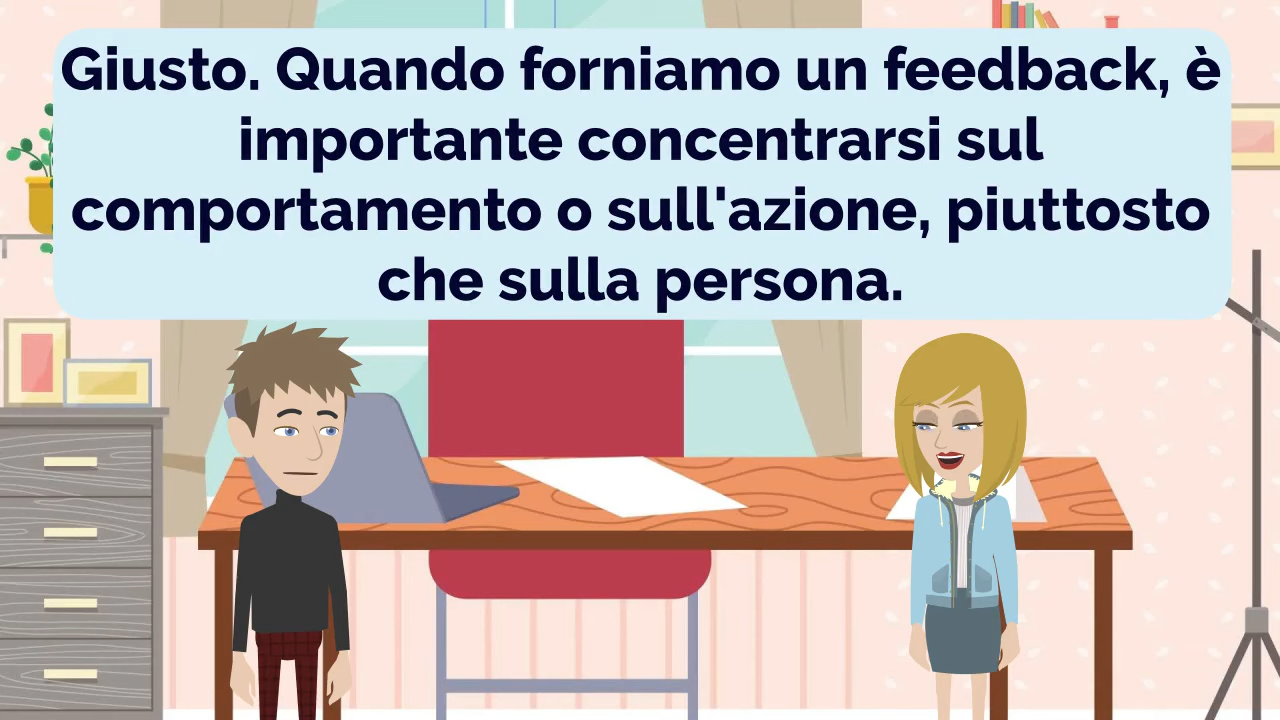 Giusto. Quando forniamo un feedback, è
importante concentrarsi sul
comportamento o sull'azione, piuttosto
che sulla persona.